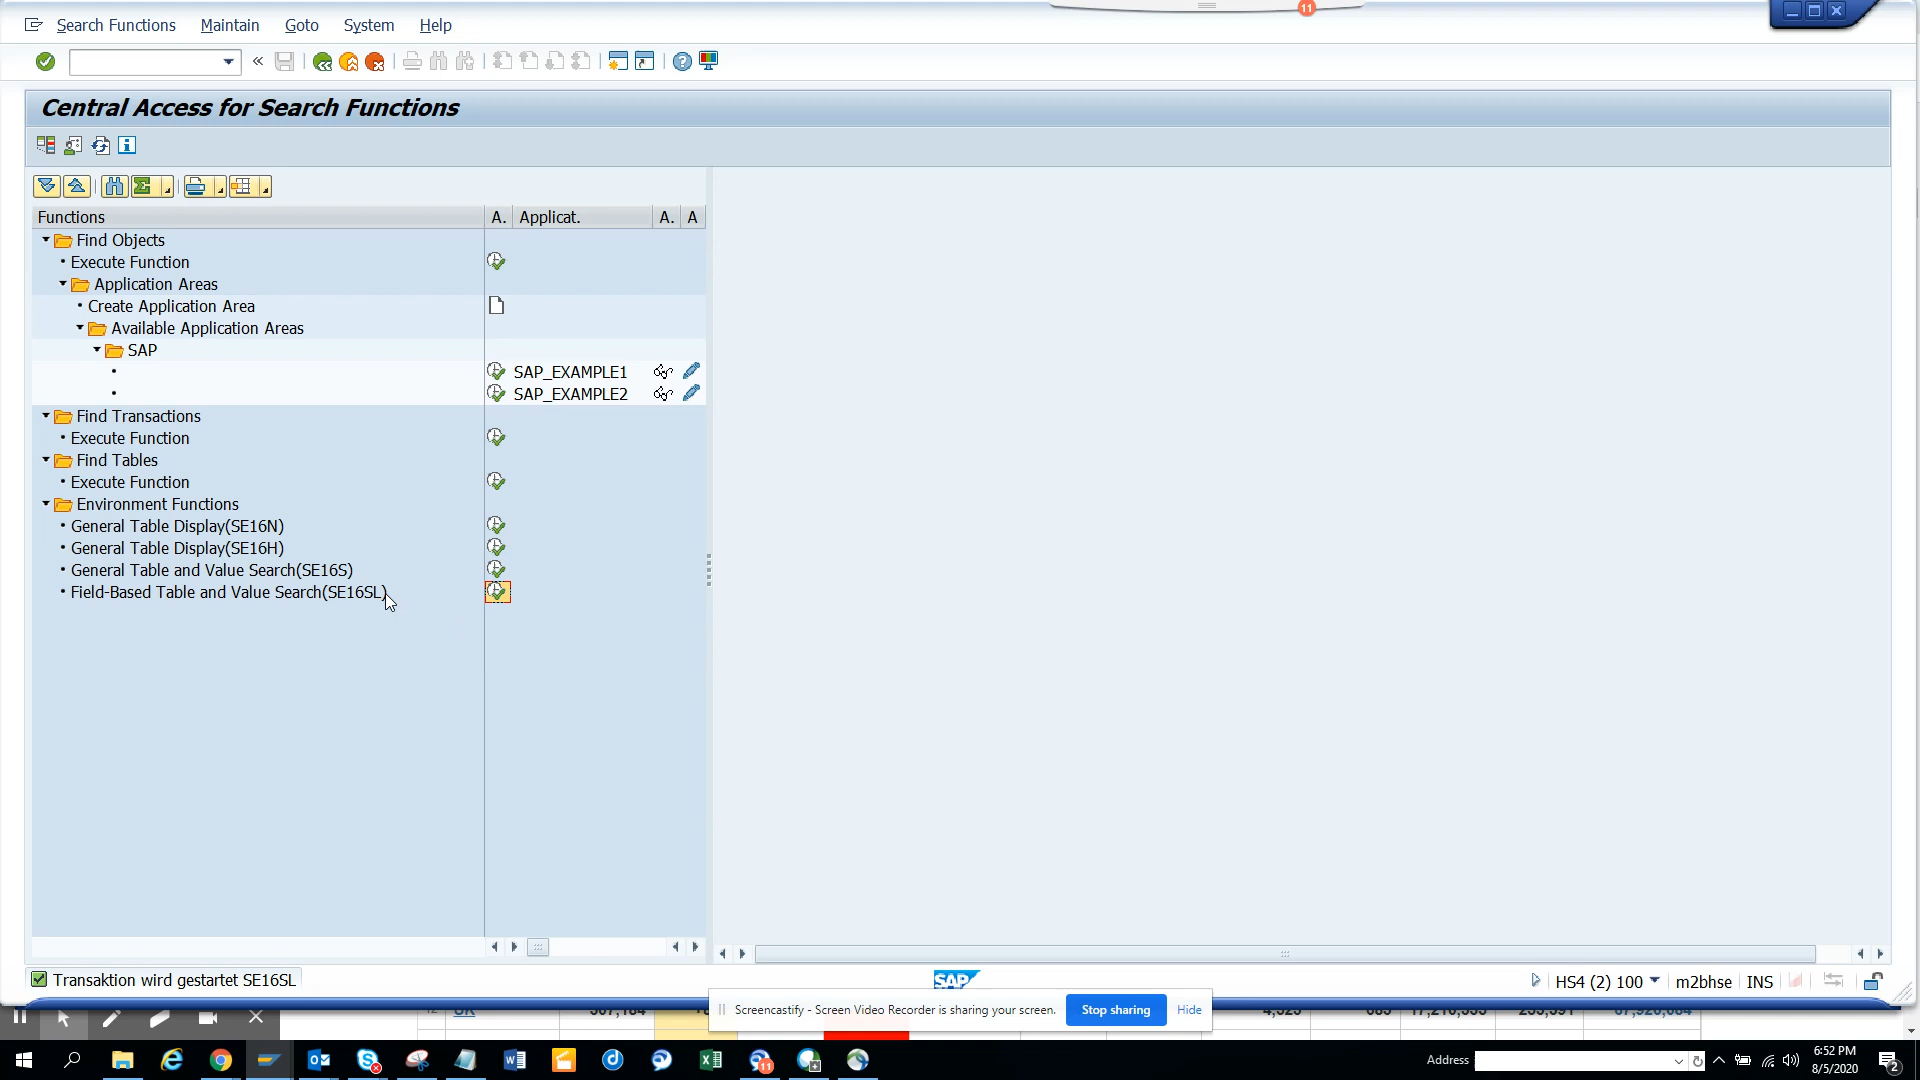 Search Functions Maintain Goto System Help
11
Central Access for Search Functions
Functions A. Applicat. A. A
Find Objects
Execute Function
Application Areas
Create Application Area
Available Application Areas
SAP
SAP_EXAMPLE1
SAP_EXAMPLE2
Find Transactions
Execute Function
Find Tables
Execute Function
Environment Functions
General Table Display(SE16N)
General Table Display(SE16H)
General Table and Value Search(SE16S)
Field-Based Table and Value Search(SE16SL)
Transaktion wird gestartet SE16SL
SAP
HS4 (2) 100 m2bhse INS
Screencastify - Screen Video Recorder is sharing your screen. Stop sharing Hide
Address
11
6:52 PM
8/5/2020
2